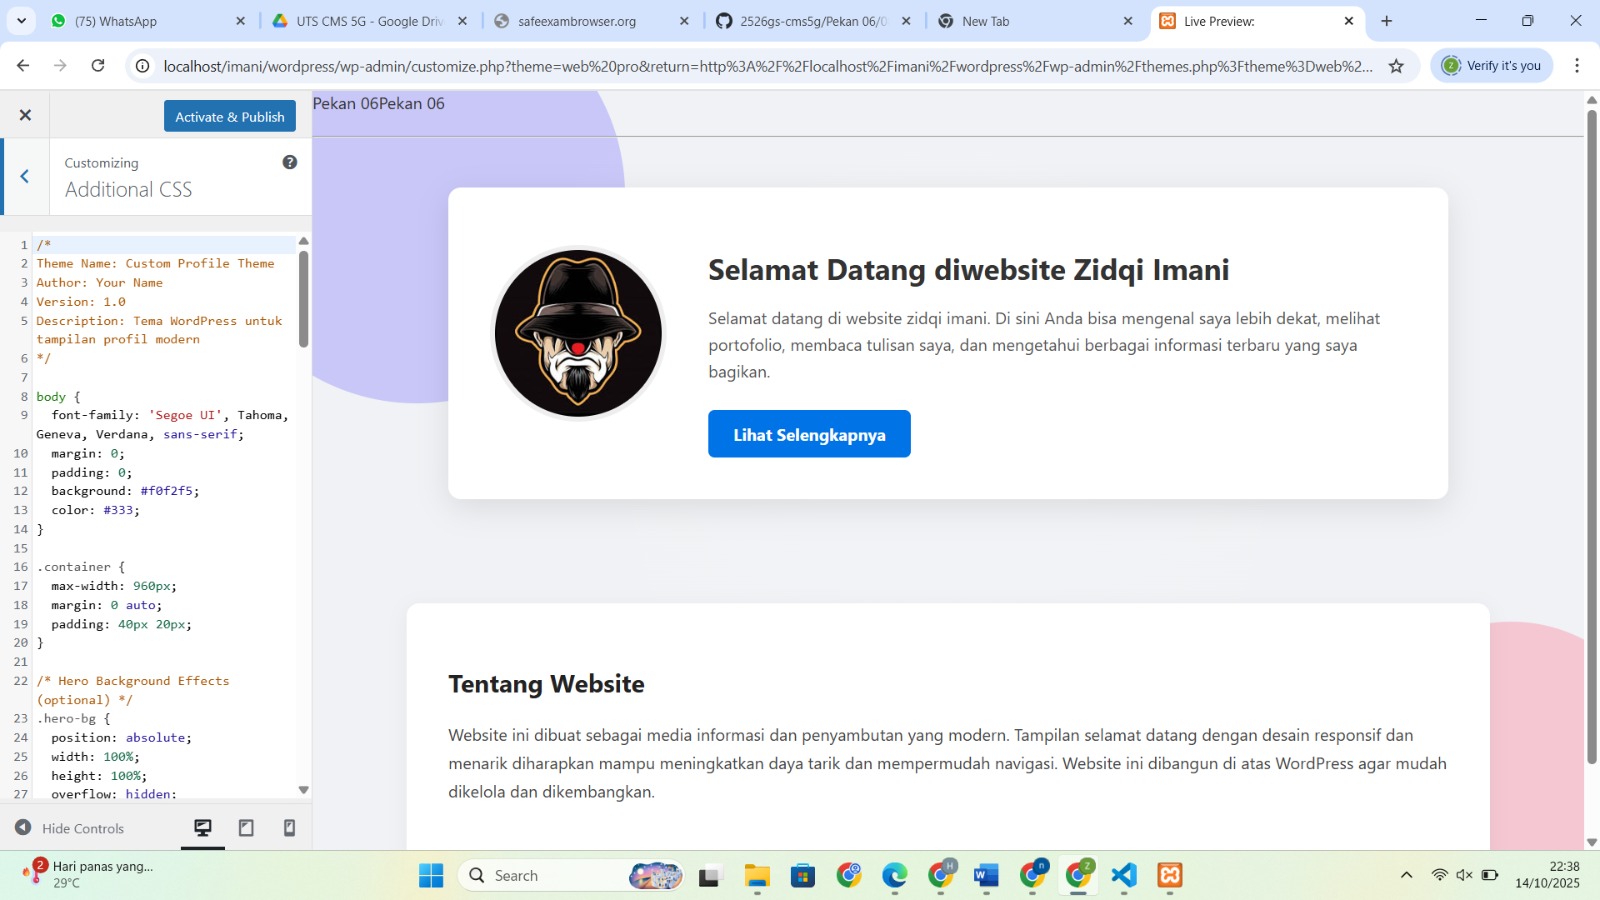 (75) WhatsApp
UTS CMS 5G - Google Driv
safeexambrowser.org
2526gs-cms5g/Pekan 06/0
New Tab
Live Preview:
localhost/imani/wordpress/wp-admin/customize.php?theme=web%20pro&return=http%3A%2F%2Flocalhost%2Fimani%2Fwordpress%2Fwp-admin%2Fthemes.php%3Ftheme%3Dweb%2...
Verify it's you
Activate & Publish
Customizing
Additional CSS
1 /*
2 Theme Name: Custom Profile Theme
3 Author: Your Name
4 Version: 1.0
5 Description: Tema WordPress untuk
tampilan profil modern
6 */
7
8 body {
9 font-family: 'Segoe UI', Tahoma,
Geneva, Verdana, sans-serif;
10 margin: 0;
11 padding: 0;
12 background: #f0f2f5;
13 color: #333;
14 }
15
16 .container {
17 max-width: 960px;
18 margin: 0 auto;
19 padding: 40px 20px;
20 }
21
22 /* Hero Background Effects
(optional) */
23 .hero-bg {
24 position: absolute;
25 width: 100%;
26 height: 100%;
27 overflow: hidden;
Hide Controls
Pekan 06Pekan 06
Selamat Datang diwebsite Zidqi Imani
Selamat datang di website zidqi imani. Di sini Anda bisa mengenal saya lebih dekat, melihat
portofolio, membaca tulisan saya, dan mengetahui berbagai informasi terbaru yang saya
bagikan.
Lihat Selengkapnya
Tentang Website
Website ini dibuat sebagai media informasi dan penyambutan yang modern. Tampilan selamat datang dengan desain responsif dan
menarik diharapkan mampu meningkatkan daya tarik dan mempermudah navigasi. Website ini dibangun di atas WordPress agar mudah
dikelola dan dikembangkan.
2
Hari panas yang...
29°C
Search
H
W
n
Z
22:38
14/10/2025